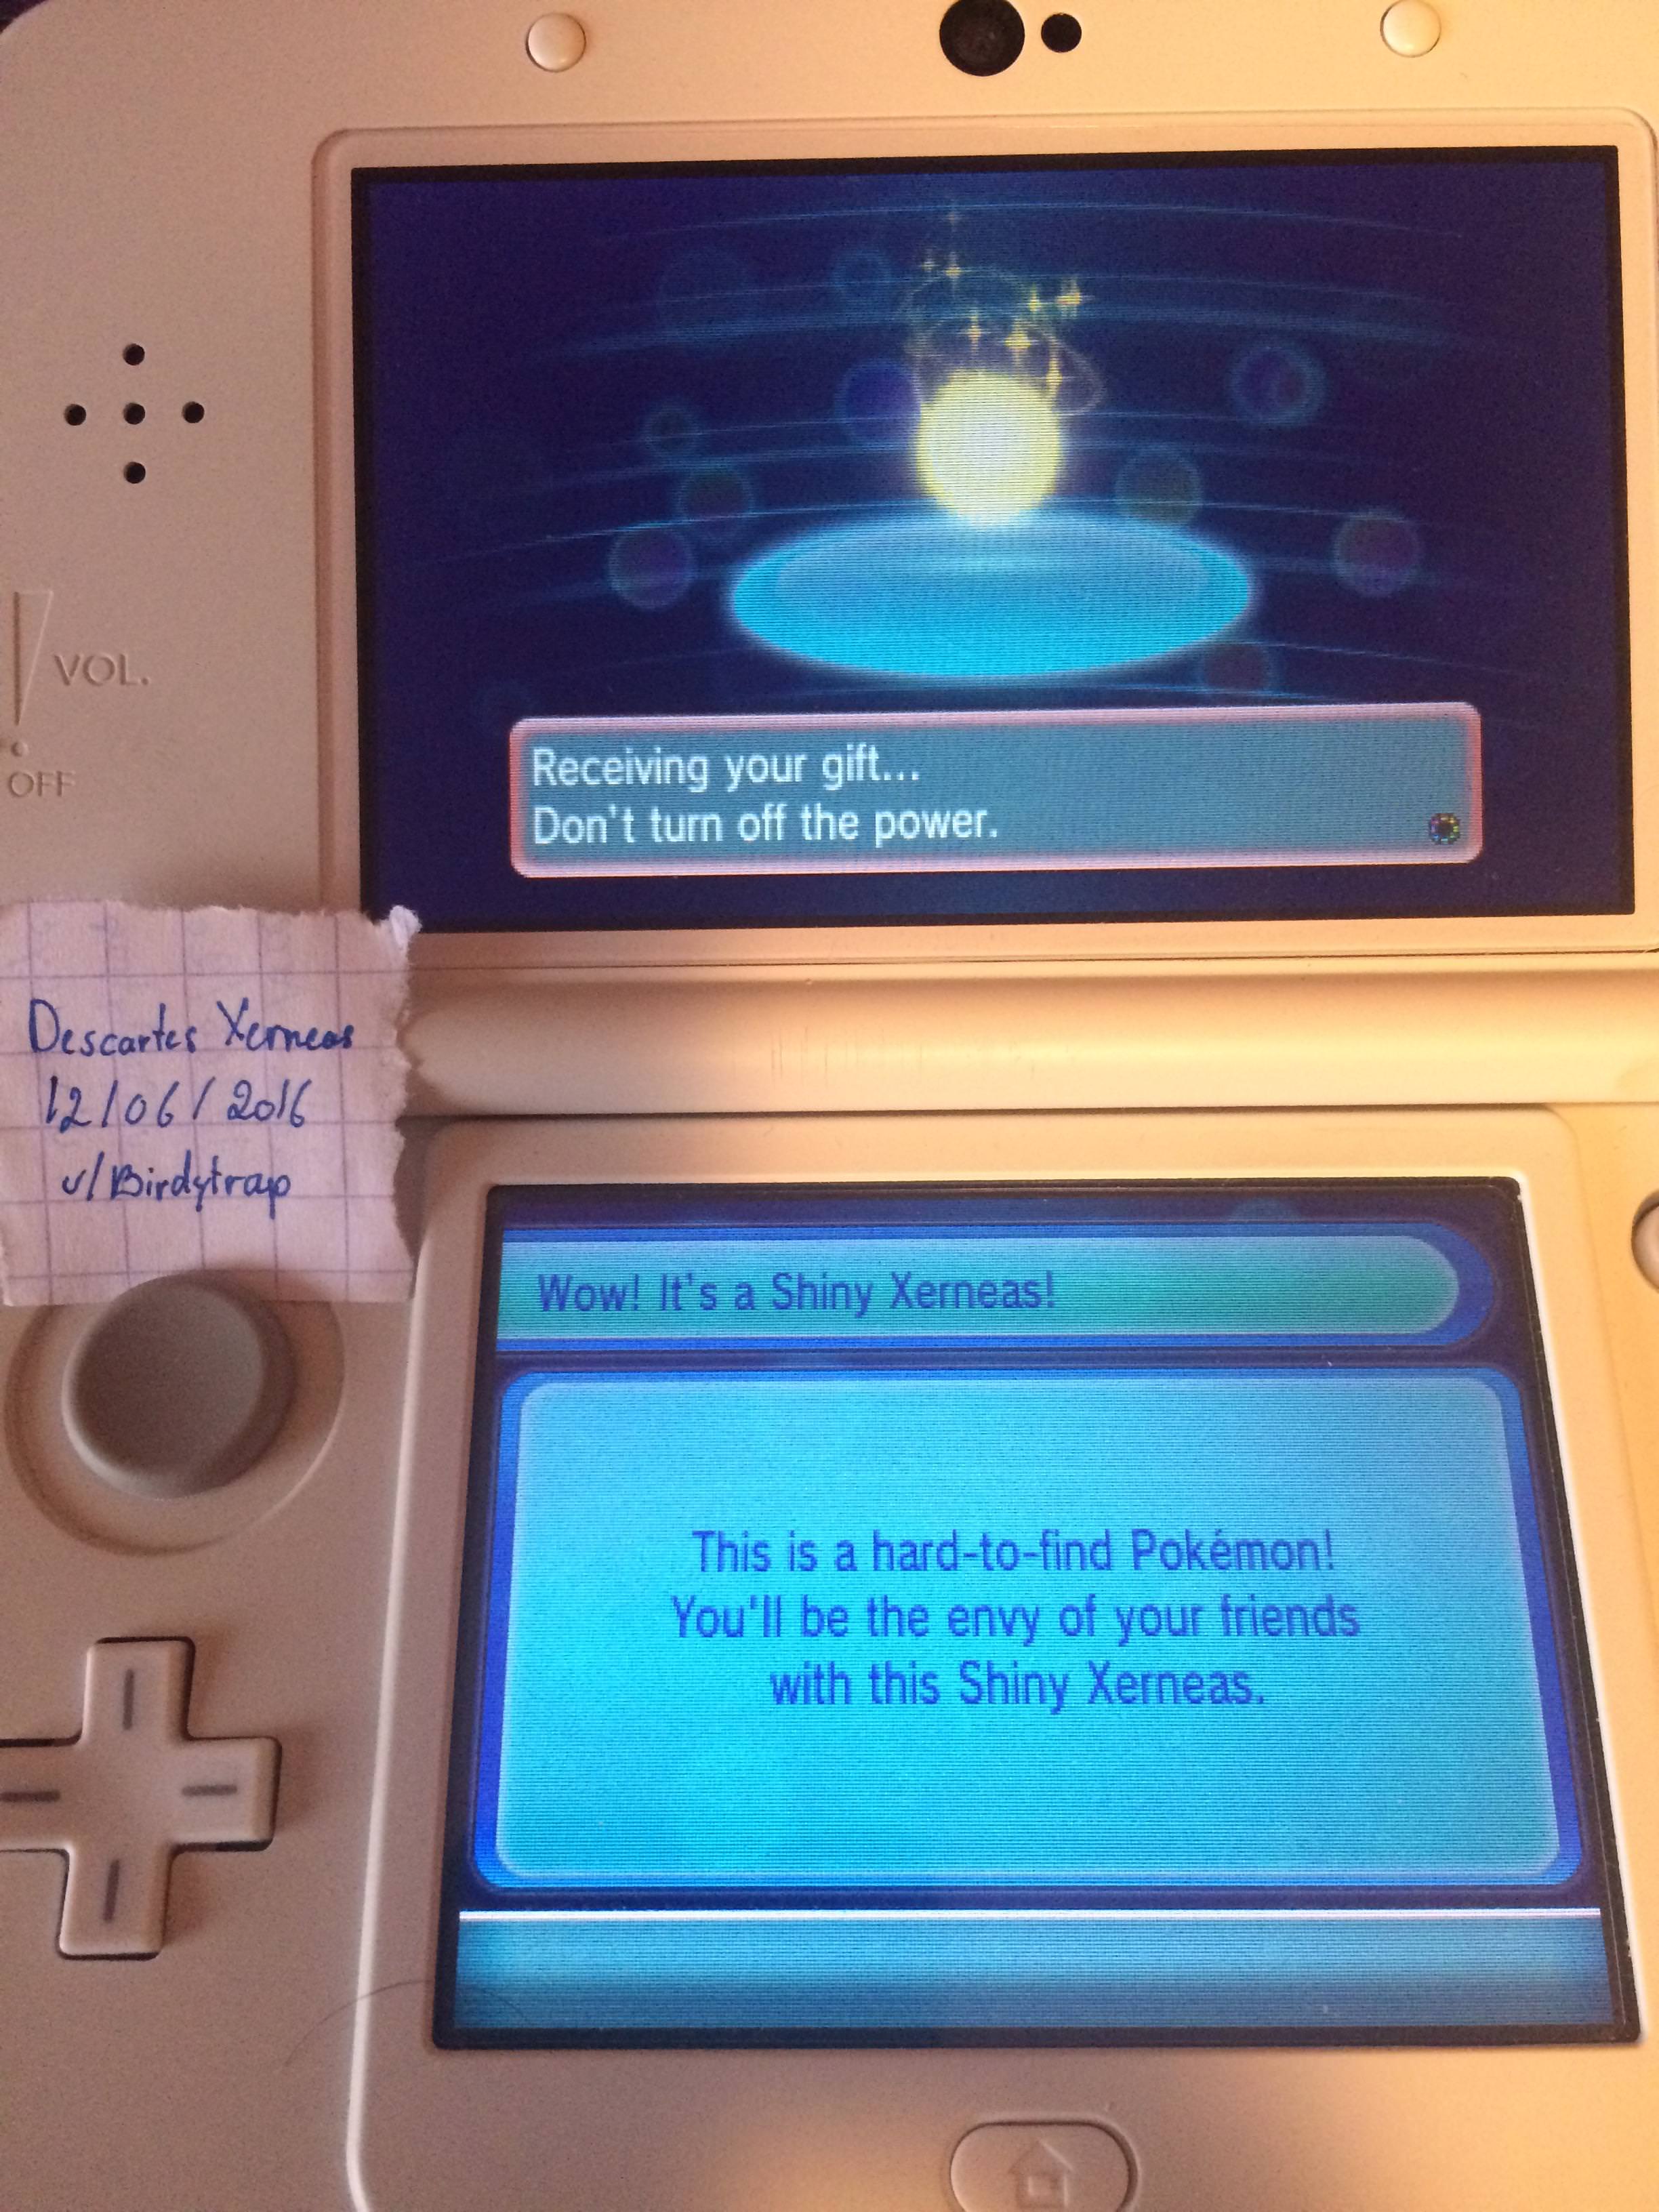 VOL.
OFF
Receiving your gift...
Don't turn off the power.
Descartes Xerneas
12/06/2016
u/Birdytrap
Wow! It's a Shiny Xerneas!
This is a hard-to-find Pokémon!
You'll be the envy of your friends
with this Shiny Xerneas.